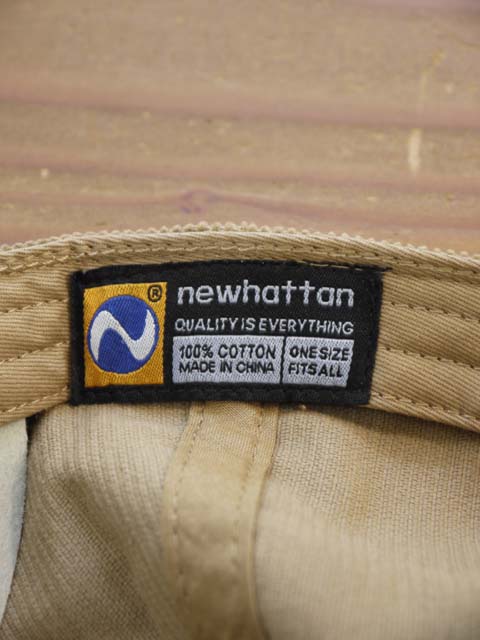 ®
newhattan
QUALITY IS EVERYTHING
100% COTTON
MADE IN CHINA
ONE SIZE
FITS ALL